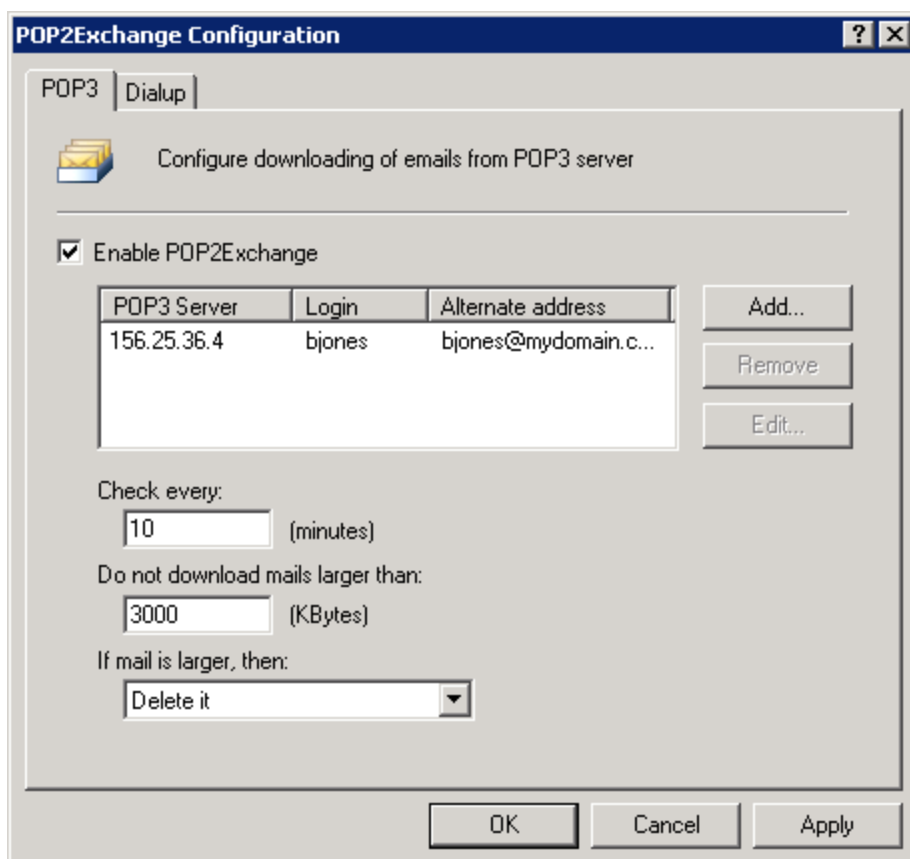 POP2Exchange Configuration
POP3 Dialup
Configure downloading of emails from POP3 server
Enable POP2Exchange
POP3 Server Login Alternate address
156.25.36.4 bjones bjones@mydomain.c...
Add...
Remove
Edit...
Check every:
10 (minutes)
Do not download mails larger than:
3000 (KBytes)
If mail is larger, then:
Delete it
OK Cancel Apply